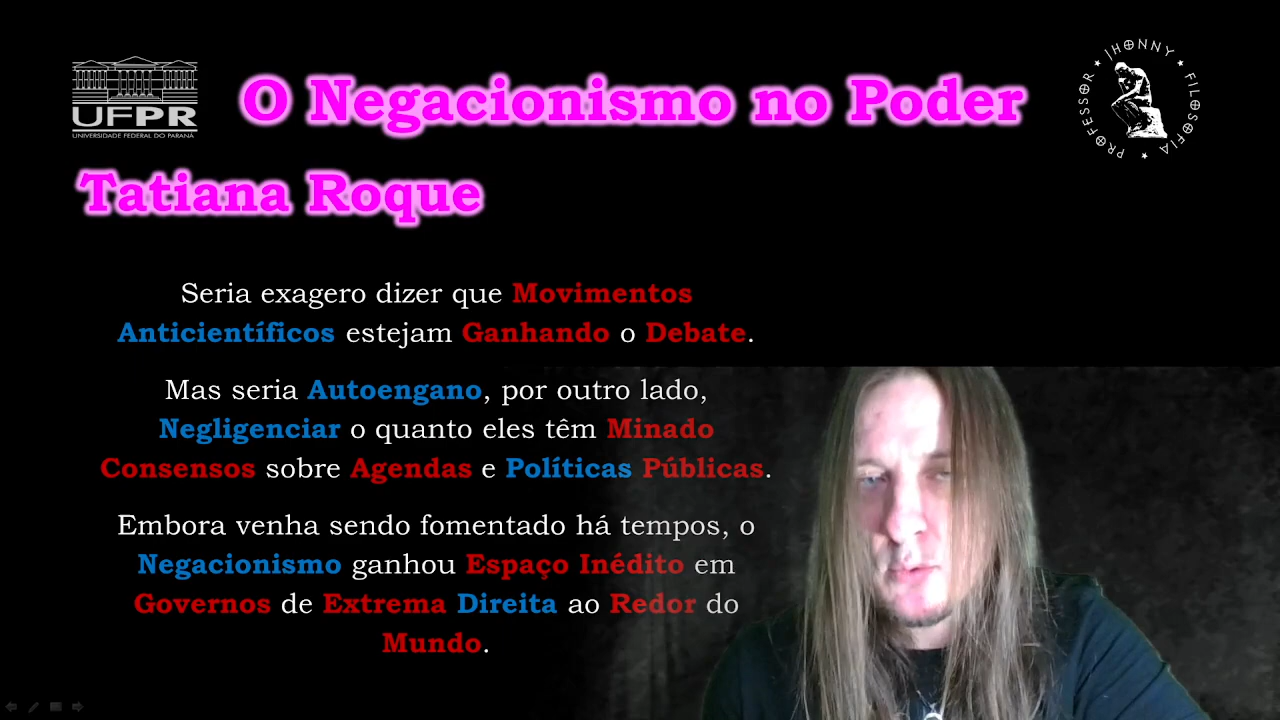 UFPR
UNIVERSIDADE FEDERAL DO PARANÁ
O Negacionismo no Poder
PROFESSOR ★ JHONNY ★ FILOSOFIA ★
Tatiana Roque
Seria exagero dizer que Movimentos
Anticientíficos estejam Ganhando o Debate.
Mas seria Autoengano, por outro lado,
Negligenciar o quanto eles têm Minado
Consensos sobre Agendas e Políticas Públicas.
Embora venha sendo fomentado há tempos, o
Negacionismo ganhou Espaço Inédito em
Governos de Extrema Direita ao Redor do
Mundo.